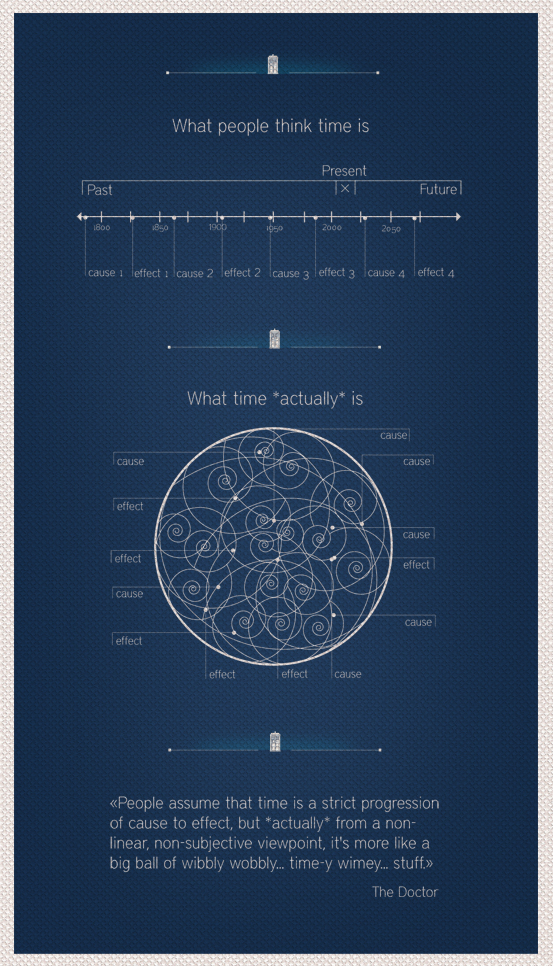 What people think time is
Present
Past × Future
1800 1850 1900 1950 2000 2050
cause 1 effect 1 cause 2 effect 2 cause 3 effect 3 cause 4 effect 4
What time *actually* is
cause
cause cause
effect
cause
effect effect
cause
cause
effect
effect effect cause
«People assume that time is a strict progression
of cause to effect, but *actually* from a non-
linear, non-subjective viewpoint, it's more like a
big ball of wibbly wobbly... time-y wimey... stuff.»
The Doctor